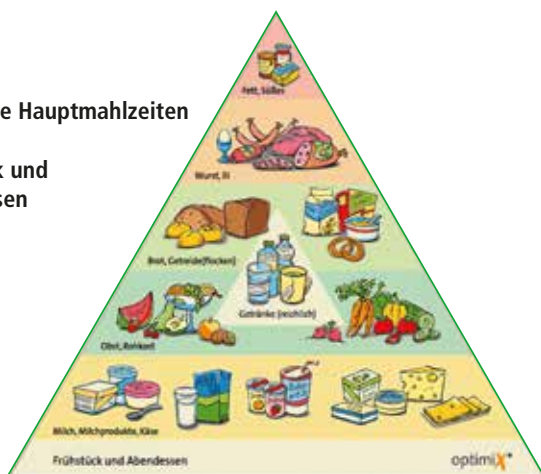 e Hauptmahlzeiten
k und
sen
Fett, Süßes
Wurst, Ei
Brot, Getreide(flocken)
Getränke (reichlich)
Obst, Rohkost
Milch, Milchprodukte, Käse
Frühstück und Abendessen
optimiX